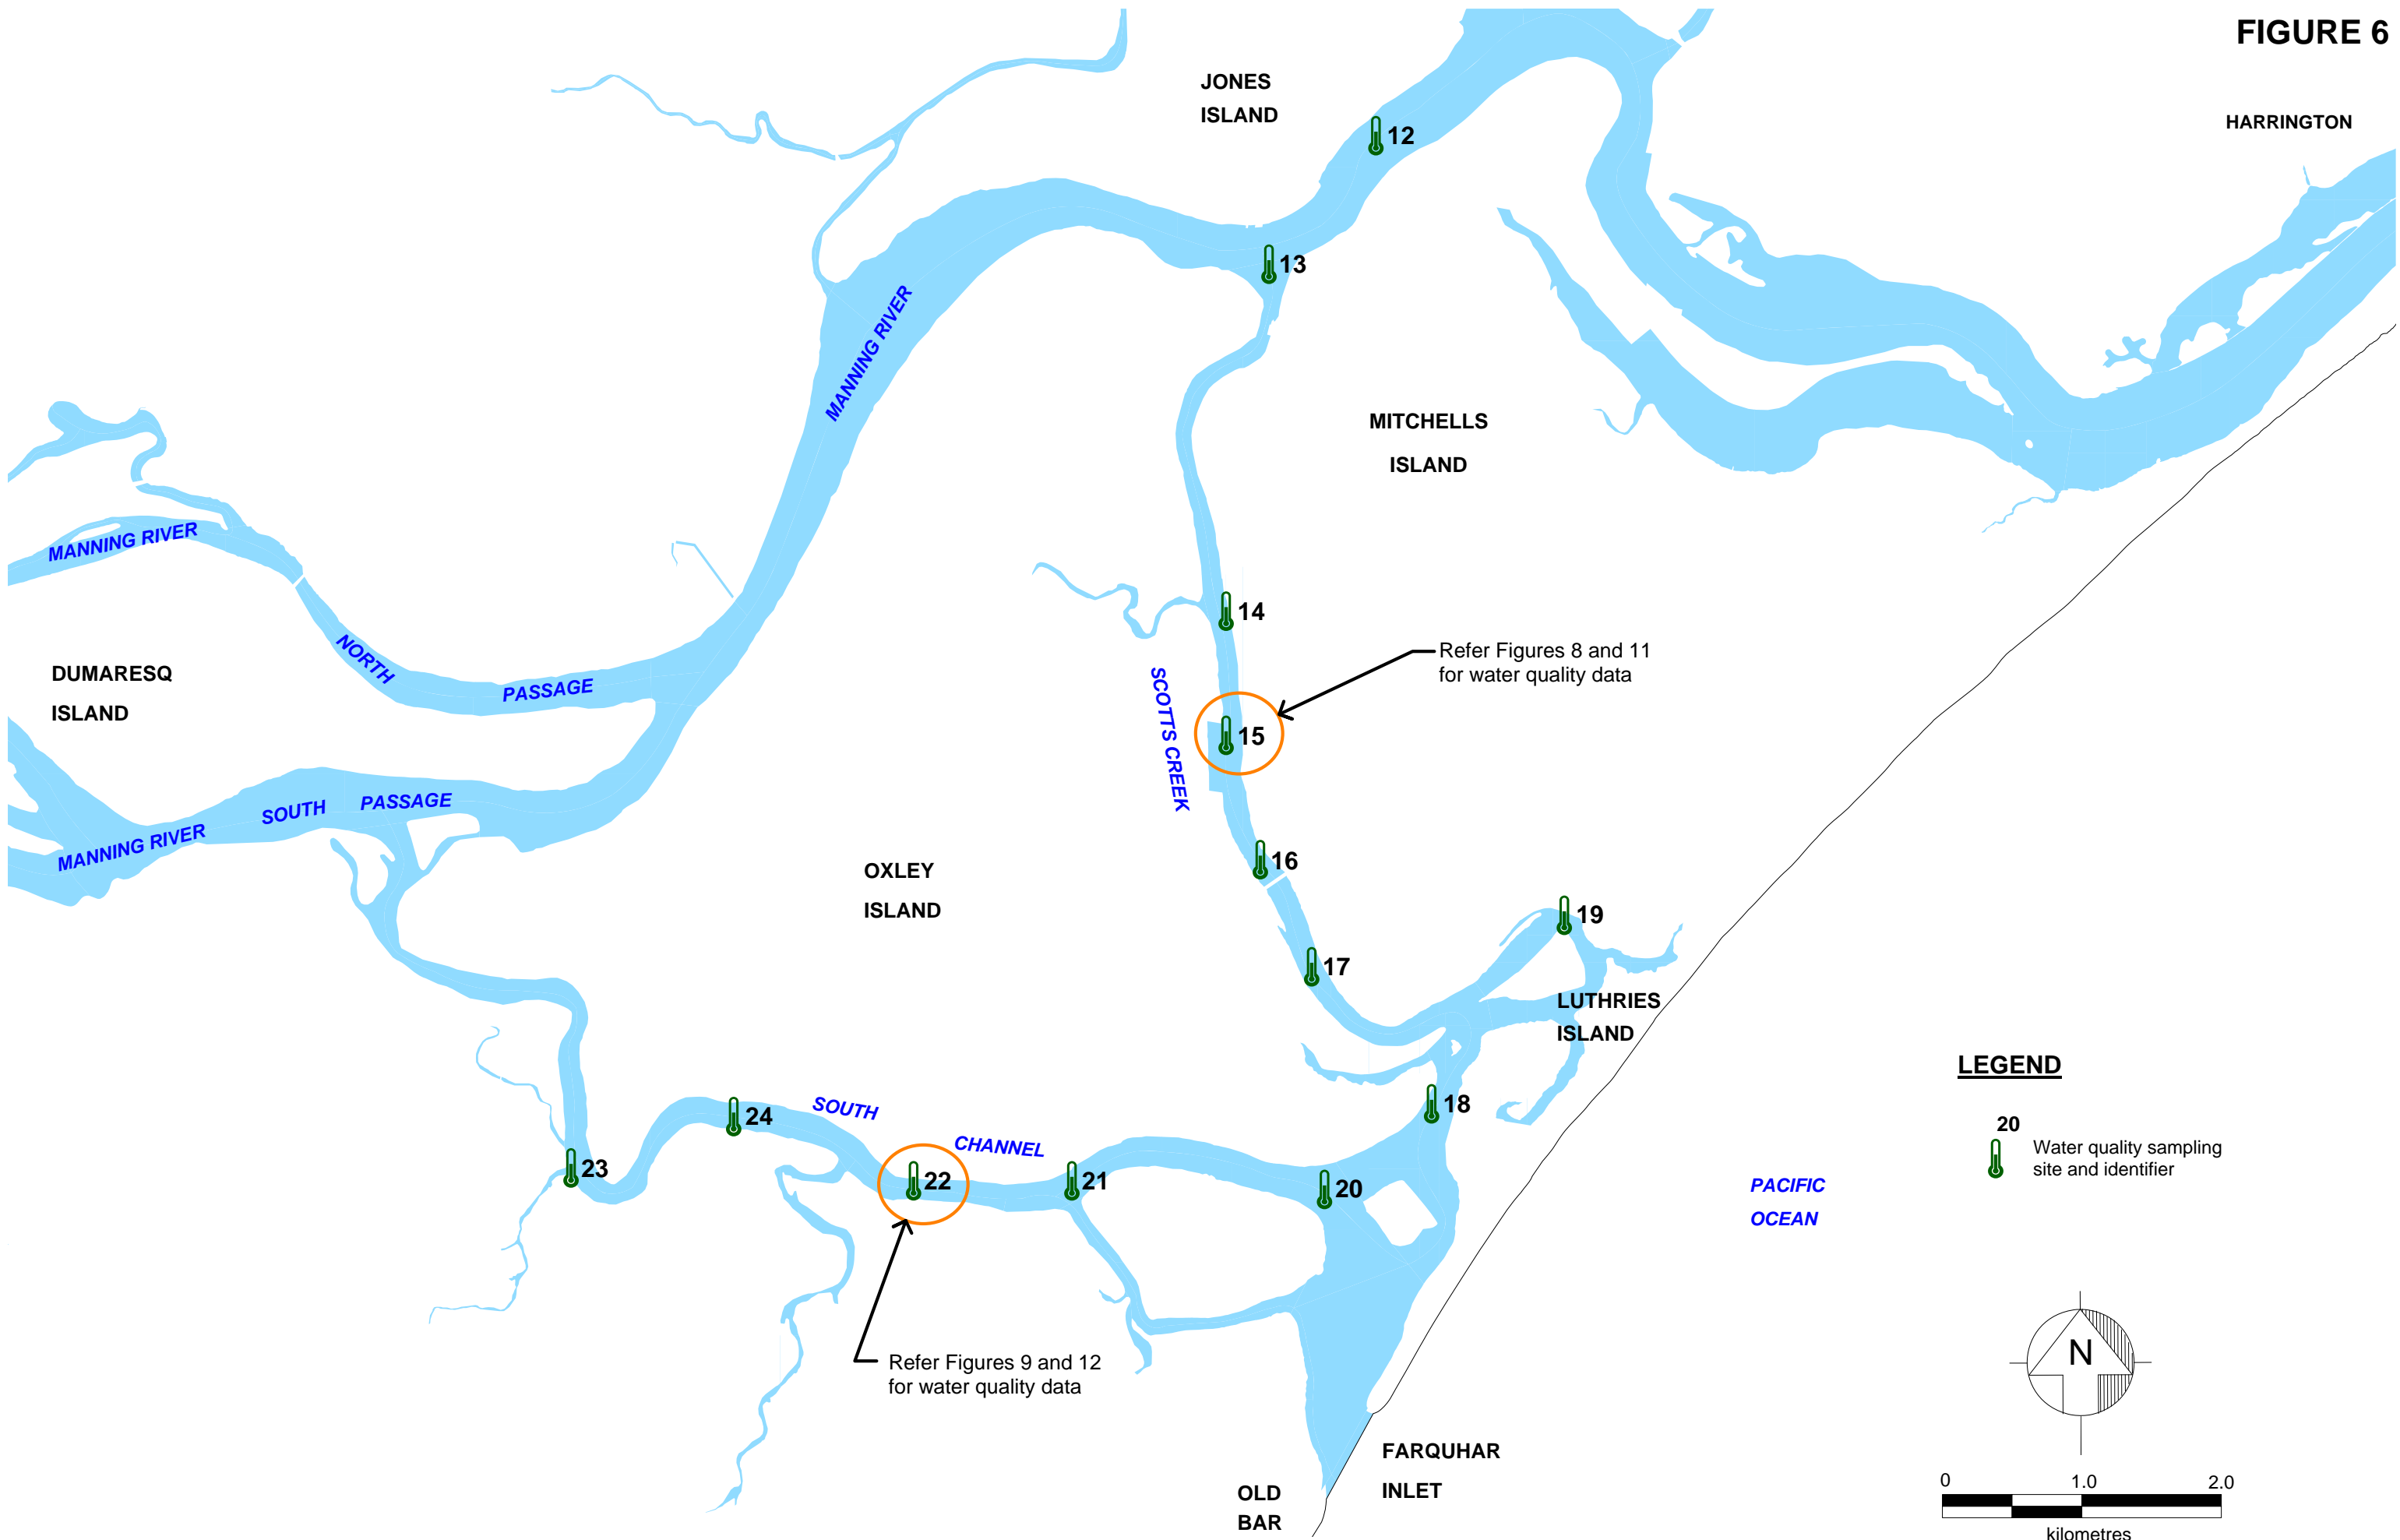 FIGURE 6
JONES
ISLAND
HARRINGTON
12
13
MANNING RIVER
MITCHELLS
ISLAND
MANNING RIVER
NORTH
PASSAGE
DUMARESQ
ISLAND
14
Refer Figures 8 and 11
for water quality data
SCOTTS CREEK
15
SOUTH PASSAGE
MANNING RIVER
OXLEY
ISLAND
16
19
17
LUTHRIES
ISLAND
LEGEND
20
Water quality sampling
site and identifier
18
24
SOUTH
CHANNEL
23
22
21
20
PACIFIC
OCEAN
N
Refer Figures 9 and 12
for water quality data
FARQUHAR
INLET
OLD
BAR
0 1.0 2.0
kilometres